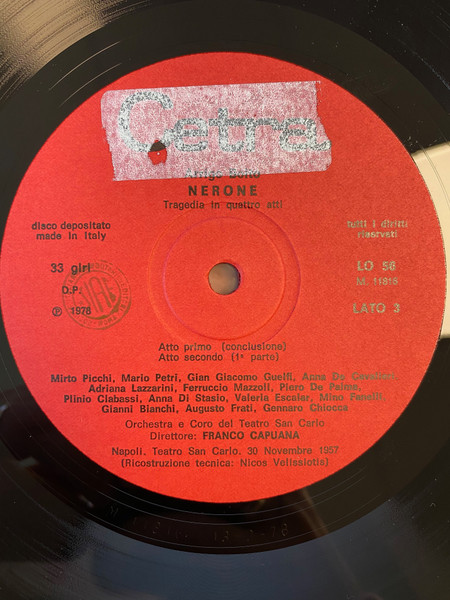 Cetra
Arrigo Boito
NERONE
Tragedia in quattro atti
disco depositato
made in Italy
tutti i diritti
riservati
33 giri
LO 56
D.P.
M. 11815
SIAE
℗ 1976
LATO 3
Atto primo (conclusione)
Atto secondo (1ª parte)
Mirto Picchi, Mario Petri, Gian Giacomo Guelfi, Anna De Cavalieri,
Adriana Lazzarini, Ferruccio Mazzoli, Piero De Palma,
Plinio Clabassi, Anna Di Stasio, Valeria Escalar, Mino
Gianni Bianchi, Augusto Frati, Gennaro Chiocca
Orchestra e Coro del Teatro San Carlo
Direttore: FRANCO CAPUANA
Napoli. Teatro San Carlo. 30 Novembre 1957
(Ricostruzione tecnica: Nicos Velissiotis)